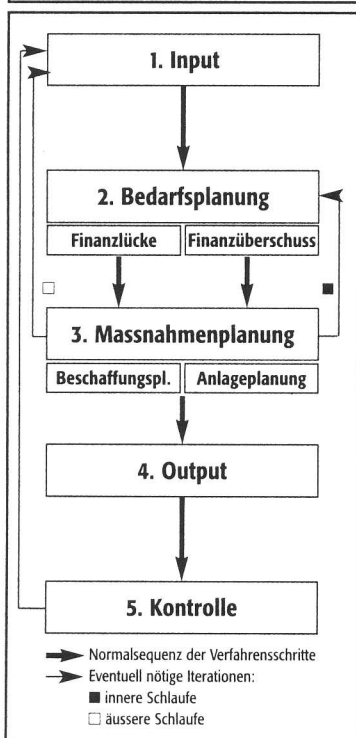 1. Input
2. Bedarfsplanung
Finanzlücke Finanzüberschuss
3. Massnahmenplanung
Beschaffungspl. Anlageplanung
4. Output
5. Kontrolle
Normalsequenz der Verfahrensschritte
Eventuell nötige Iterationen:
innere Schlaufe
äussere Schlaufe